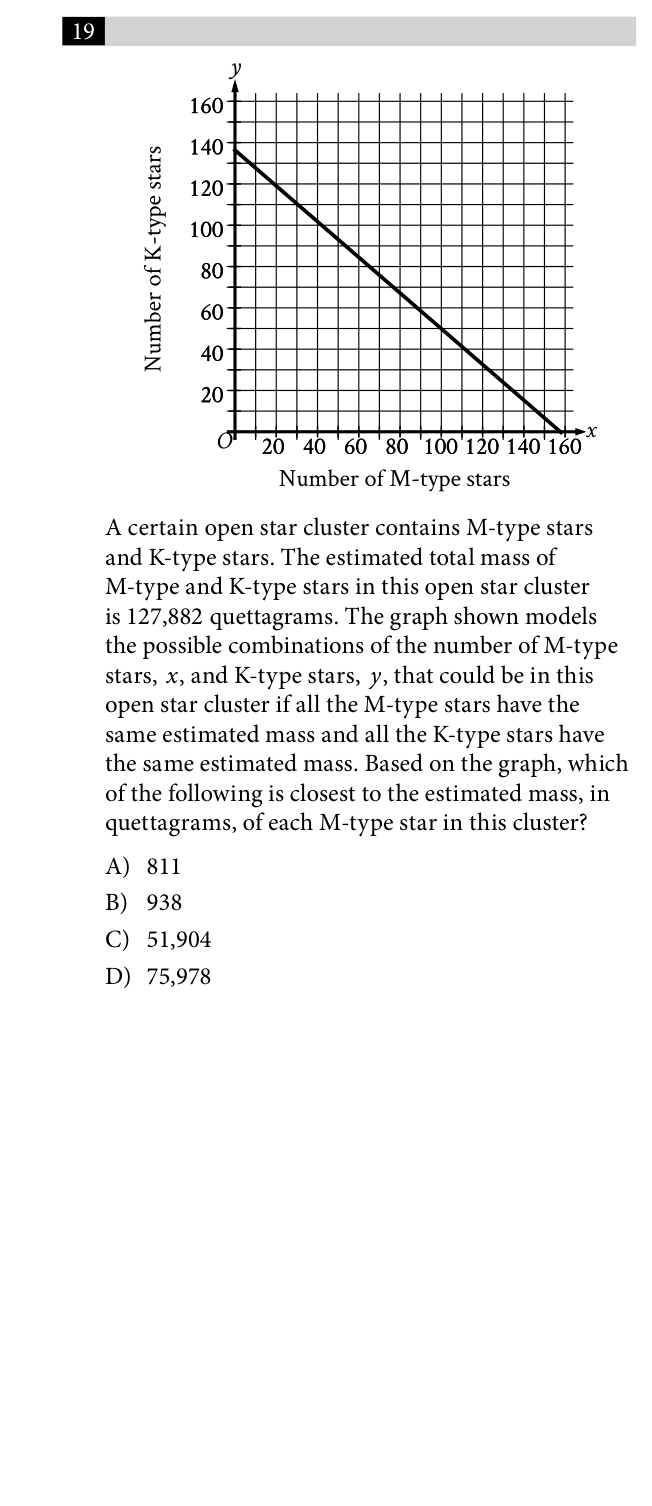 19
y
160
140
120
100
80
60
40
20
O
20 40 60 80 100 120 140 160
x
Number of K-type stars
Number of M-type stars
A certain open star cluster contains M-type stars
and K-type stars. The estimated total mass of
M-type and K-type stars in this open star cluster
is 127,882 quettagrams. The graph shown models
the possible combinations of the number of M-type
stars, x, and K-type stars, y, that could be in this
open star cluster if all the M-type stars have the
same estimated mass and all the K-type stars have
the same estimated mass. Based on the graph, which
of the following is closest to the estimated mass, in
quettagrams, of each M-type star in this cluster?
A) 811
B) 938
C) 51,904
D) 75,978